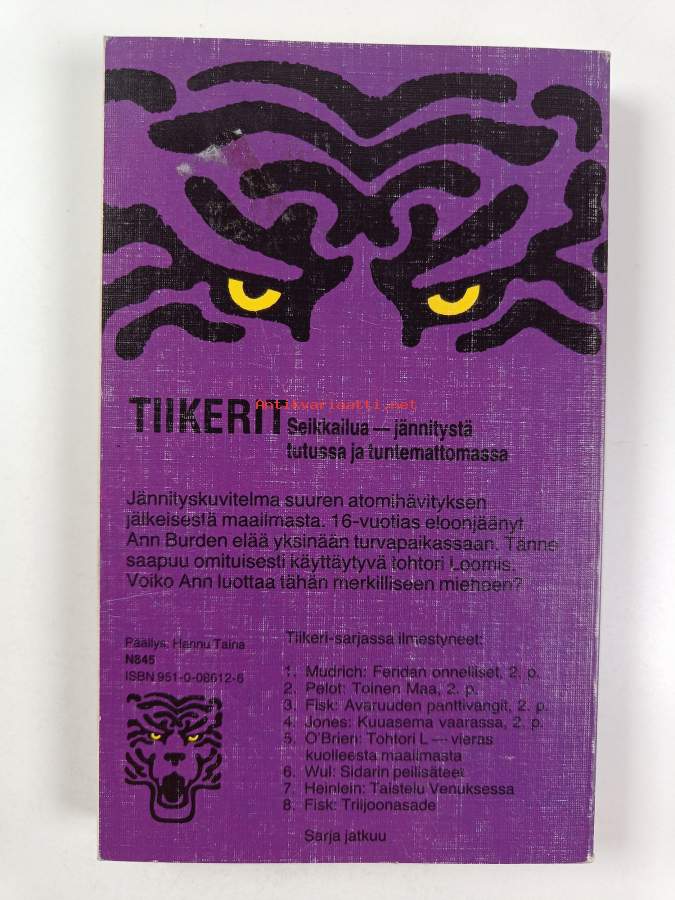 TIIKERIT
Antikvariaatti.net
Seikkailua — jännitystä
tutussa ja tuntemattomassa
Jännityskuvitelma suuren atomihävityksen
jälkeisestä maailmasta. 16-vuotias eloonjäänyt
Ann Burden elää yksinään turvapaikassaan. Tänne
saapuu omituisesti käyttäytyvä tohtori Loomis.
Voiko Ann luottaa tähän merkilliseen mieheen?
Päällys: Hannu Taina
N845
ISBN 951-0-08612-6
Tiikeri-sarjassa ilmestyneet:
1. Mudrich: Feridan onnelliset, 2. p.
2. Pelot: Toinen Maa, 2. p.
3. Fisk: Avaruuden panttivangit, 2. p.
4. Jones: Kuuasema vaarassa, 2. p.
5. O'Brien: Tohtori L — vieras
kuolleesta maailmasta
6. Wul: Sidarin peilisäteet
7. Heinlein: Taistelu Venuksessa
8. Fisk: Triljoonasade
Sarja jatkuu